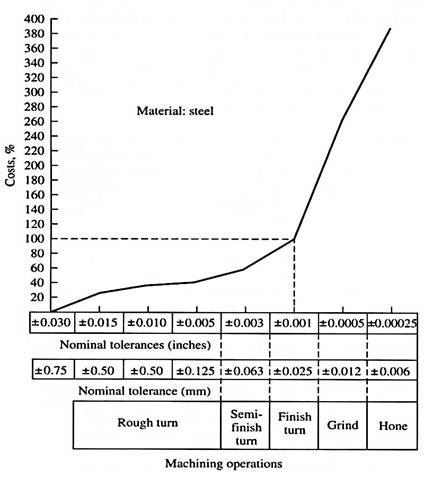 400
380
360
340
320
300
280
260
240
220
200
180
160
140
120
100
80
60
40
20
Costs, %
Material: steel
±0.030 ±0.015 ±0.010 ±0.005 ±0.003 ±0.001 ±0.0005 ±0.00025
Nominal tolerances (inches)
±0.75 ±0.50 ±0.50 ±0.125 ±0.063 ±0.025 ±0.012 ±0.006
Nominal tolerance (mm)
Rough turn
Semi-
finish
turn
Finish
turn
Grind
Hone
Machining operations